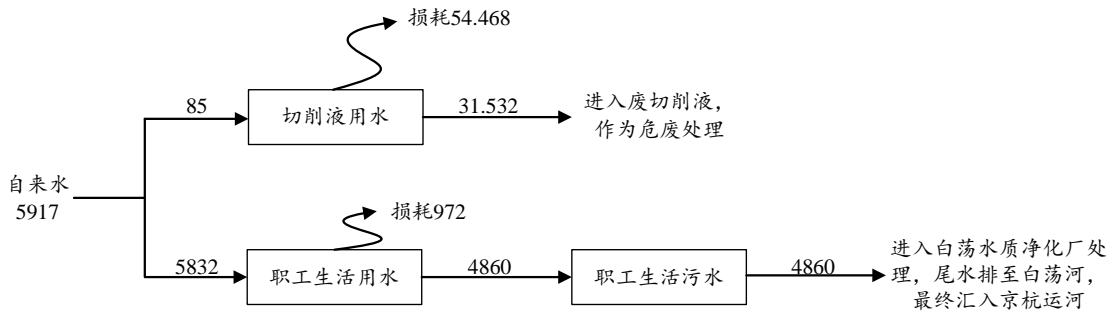 损耗54.468
85
切削液用水
31.532
进入废切削液，
作为危废处理
自来水
5917
损耗972
5832
职工生活用水
4860
职工生活污水
4860
进入白荡水质净化厂处
理，尾水排至白荡河，
最终汇入京杭运河